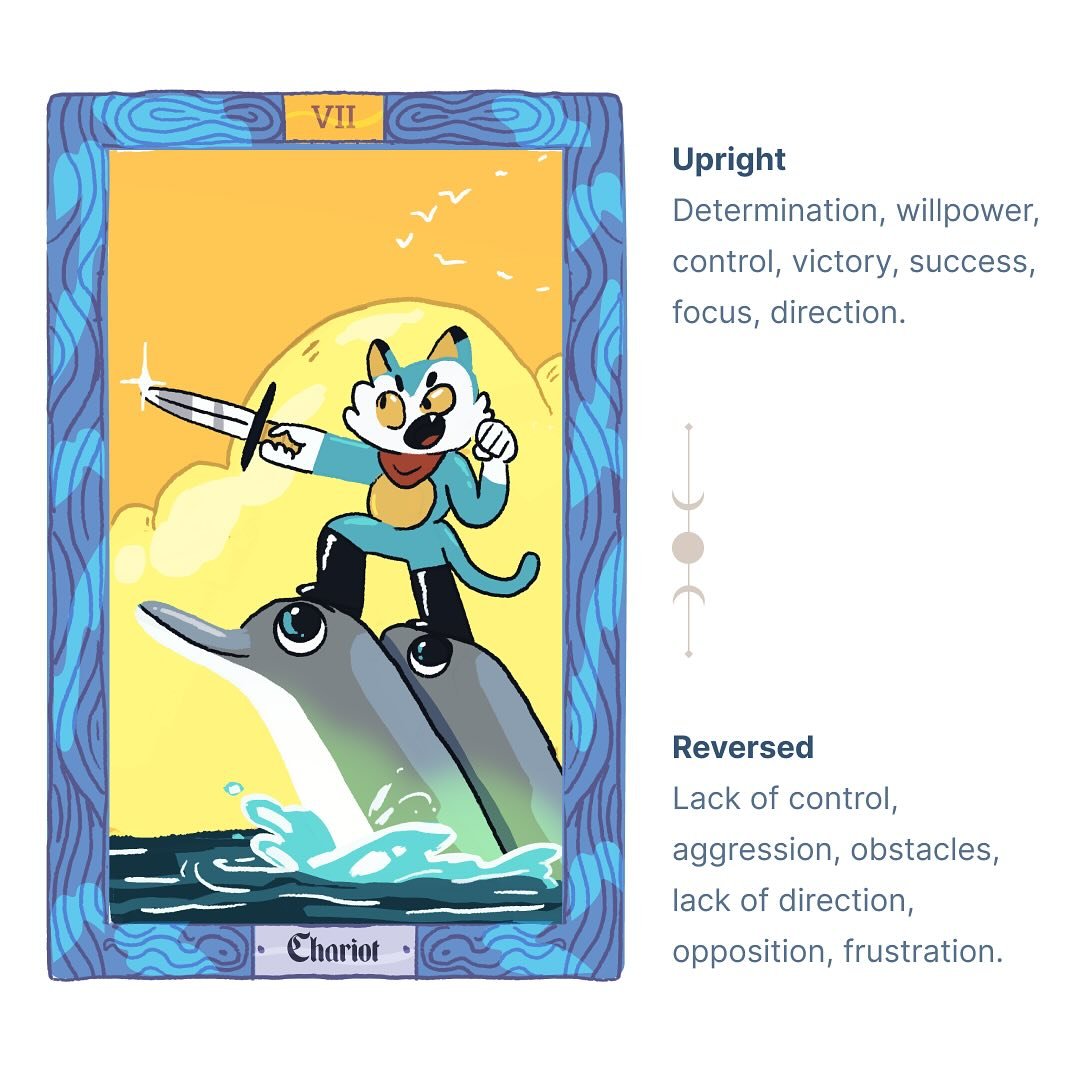 VII
Chariot
Upright
Determination, willpower,
control, victory, success,
focus, direction.
Reversed
Lack of control,
aggression, obstacles,
lack of direction,
opposition, frustration.